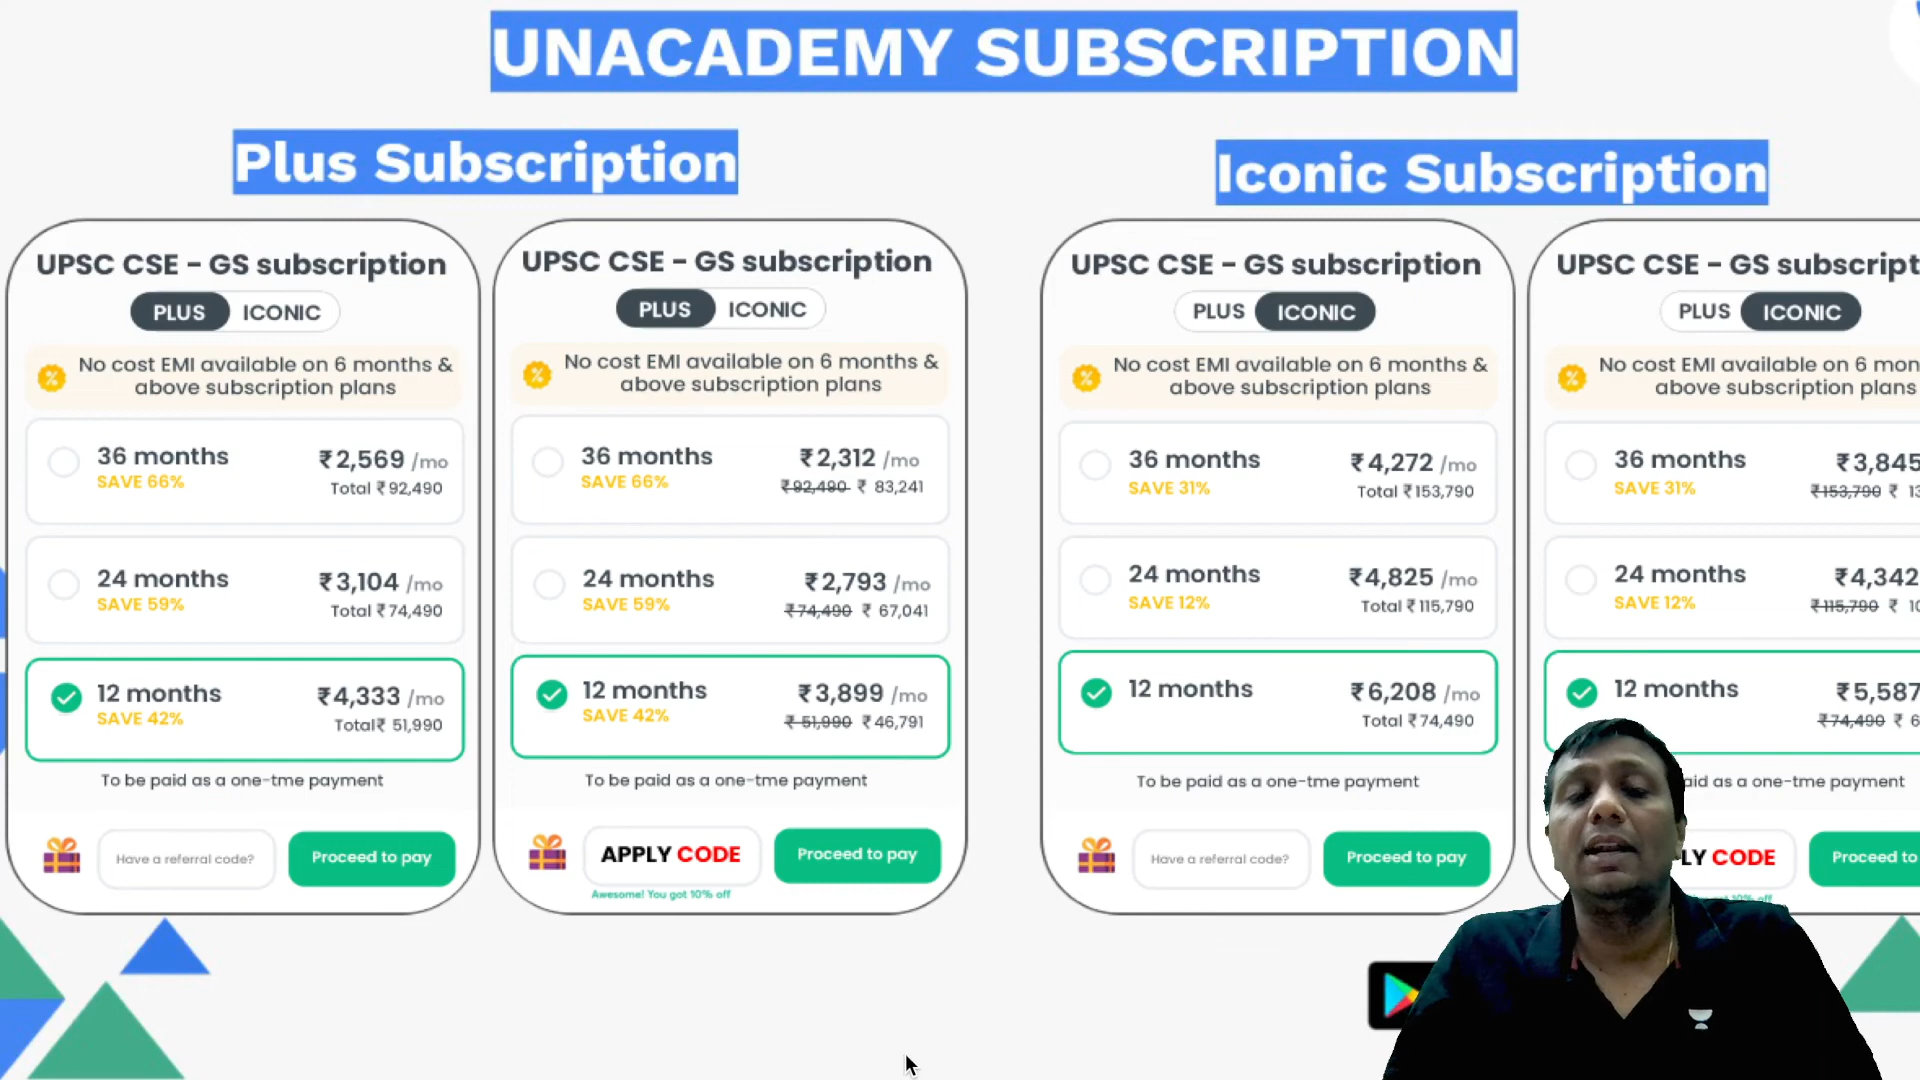 UNACADEMY SUBSCRIPTION
Plus Subscription
Iconic Subscription
UPSC CSE - GS subscription
PLUS ICONIC
No cost EMI available on 6 months &
above subscription plans
36 months ₹2,569 /mo
SAVE 66% Total ₹92,490
24 months ₹3,104 /mo
SAVE 59% Total ₹74,490
12 months ₹4,333 /mo
SAVE 42% Total₹ 51,990
To be paid as a one-tme payment
Have a referral code? Proceed to pay
UPSC CSE - GS subscription
PLUS ICONIC
No cost EMI available on 6 months &
above subscription plans
36 months ₹2,312 /mo
SAVE 66% ₹92,490 ₹ 83,241
24 months ₹2,793 /mo
SAVE 59% ₹74,490 ₹ 67,041
12 months ₹3,899 /mo
SAVE 42% ₹ 51,990 ₹46,791
To be paid as a one-tme payment
APPLY CODE Proceed to pay
Awesome! You got 10% off
UPSC CSE - GS subscription
PLUS ICONIC
No cost EMI available on 6 months &
above subscription plans
36 months ₹4,272 /mo
SAVE 31% Total ₹153,790
24 months ₹4,825 /mo
SAVE 12% Total ₹115,790
12 months ₹6,208 /mo
Total ₹74,490
To be paid as a one-tme payment
Have a referral code? Proceed to pay
UPSC CSE - GS subscript
PLUS ICONIC
No cost EMI available on 6 mon
above subscription plans
36 months ₹3,845
SAVE 31% ₹153,790 ₹ 13
24 months ₹4,342
SAVE 12% ₹115,790 ₹ 10
12 months ₹5,587
₹74,490 ₹ 6
aid as a one-tme payment
LY CODE Proceed to
10% off